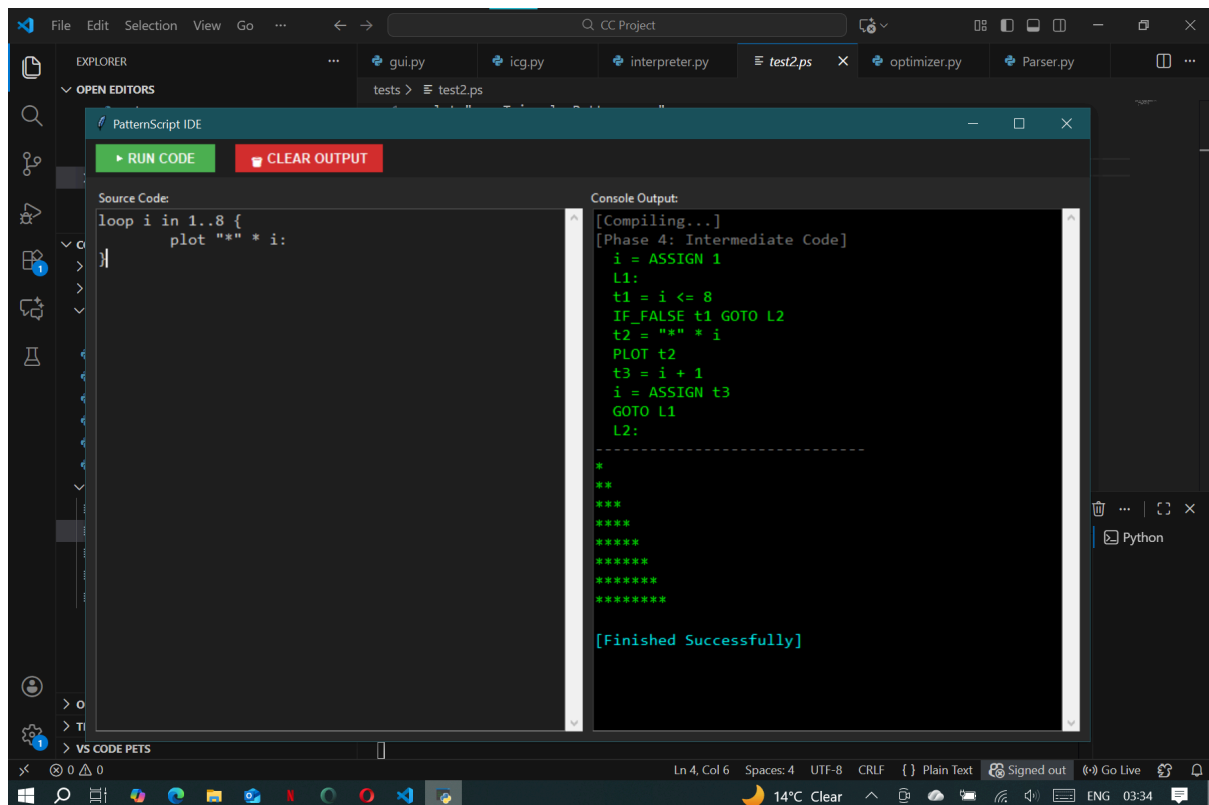 File Edit Selection View Go ··· CC Project
EXPLORER ···
gui.py icg.py interpreter.py test2.ps optimizer.py Parser.py ···
OPEN EDITORS
tests > test2.ps
PatternScript IDE
RUN CODE CLEAR OUTPUT
Source Code:
loop i in 1..8 {
plot "*" * i:
}
Console Output:
[Compiling...]
[Phase 4: Intermediate Code]
i = ASSIGN 1
L1:
t1 = i <= 8
IF_FALSE t1 GOTO L2
t2 = "*" * i
PLOT t2
t3 = i + 1
i = ASSIGN t3
GOTO L1
L2:
------------------------------
*
**
***
****
*****
******
*******
********
[Finished Successfully]
Python
VS CODE PETS
0 0 Ln 4, Col 6 Spaces: 4 UTF-8 CRLF {} Plain Text Signed out Go Live
14°C Clear ENG 03:34